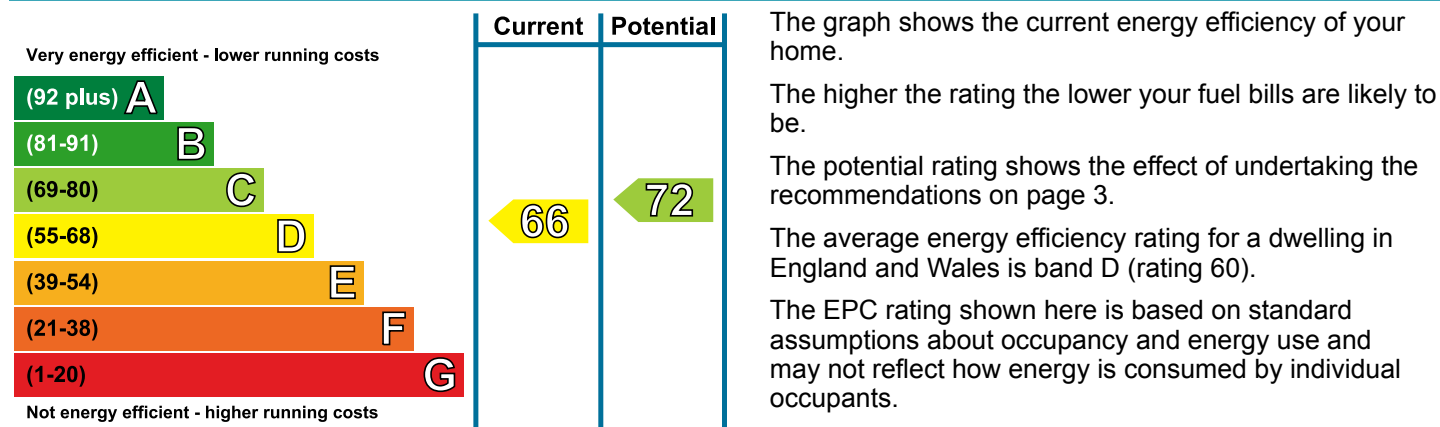 Current Potential
Very energy efficient - lower running costs
(92 plus) A
(81-91) B
(69-80) C
(55-68) D
(39-54) E
(21-38) F
(1-20) G
Not energy efficient - higher running costs
66
72
The graph shows the current energy efficiency of your
home.
The higher the rating the lower your fuel bills are likely to
be.
The potential rating shows the effect of undertaking the
recommendations on page 3.
The average energy efficiency rating for a dwelling in
England and Wales is band D (rating 60).
The EPC rating shown here is based on standard
assumptions about occupancy and energy use and
may not reflect how energy is consumed by individual
occupants.